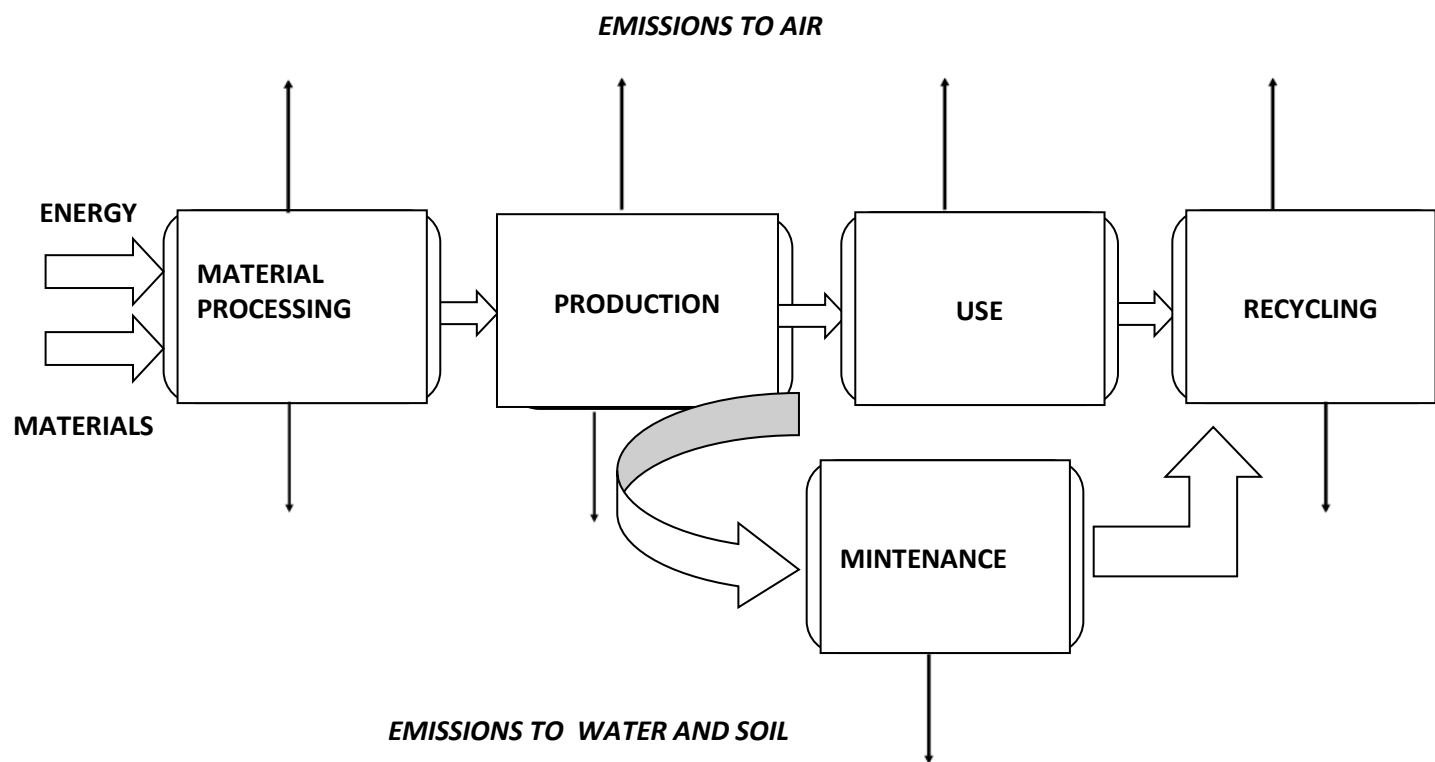 EMISSIONS TO AIR
ENERGY
MATERIALS
MATERIAL
PROCESSING
PRODUCTION
USE
RECYCLING
MINTENANCE
EMISSIONS TO WATER AND SOIL